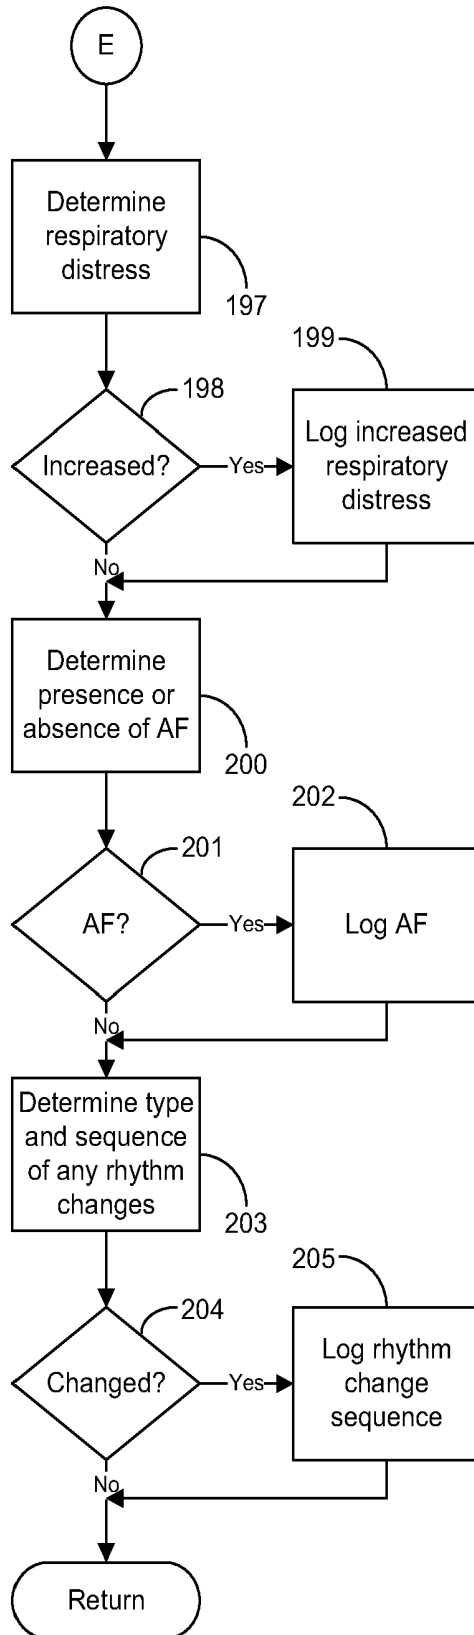 E
Determine
respiratory
distress
197
198
199
Increased?
Yes
Log increased
respiratory
distress
No
Determine
presence or
absence of AF
200
201
202
AF?
Yes
Log AF
No
Determine type
and sequence
of any rhythm
changes
203
204
205
Changed?
Yes
Log rhythm
change
sequence
No
Return